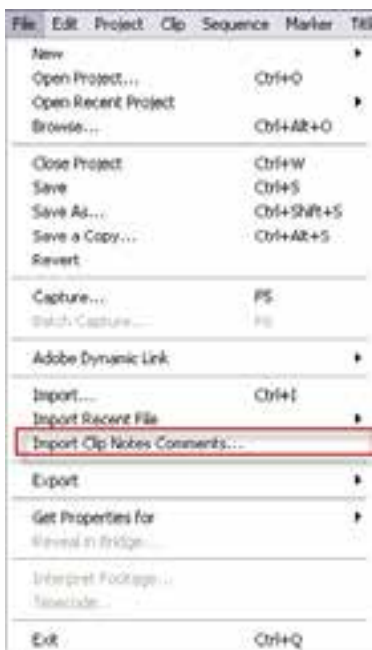 File Edit Project Clip Sequence Marker
New
Open Project... Ctrl+O
Open Recent Project
Browse... Ctrl+Alt+O
Close Project Ctrl+W
Save Ctrl+S
Save As... Ctrl+Shift+S
Save a Copy... Ctrl+Alt+S
Revert
Capture... F5
Batch Capture... F6
Adobe Dynamic Link
Import... Ctrl+I
Import Recent File
Import Clip Notes Comments...
Export
Get Properties for
Reveal in Bridge...
Interpret Footage...
Timecode...
Exit Ctrl+Q